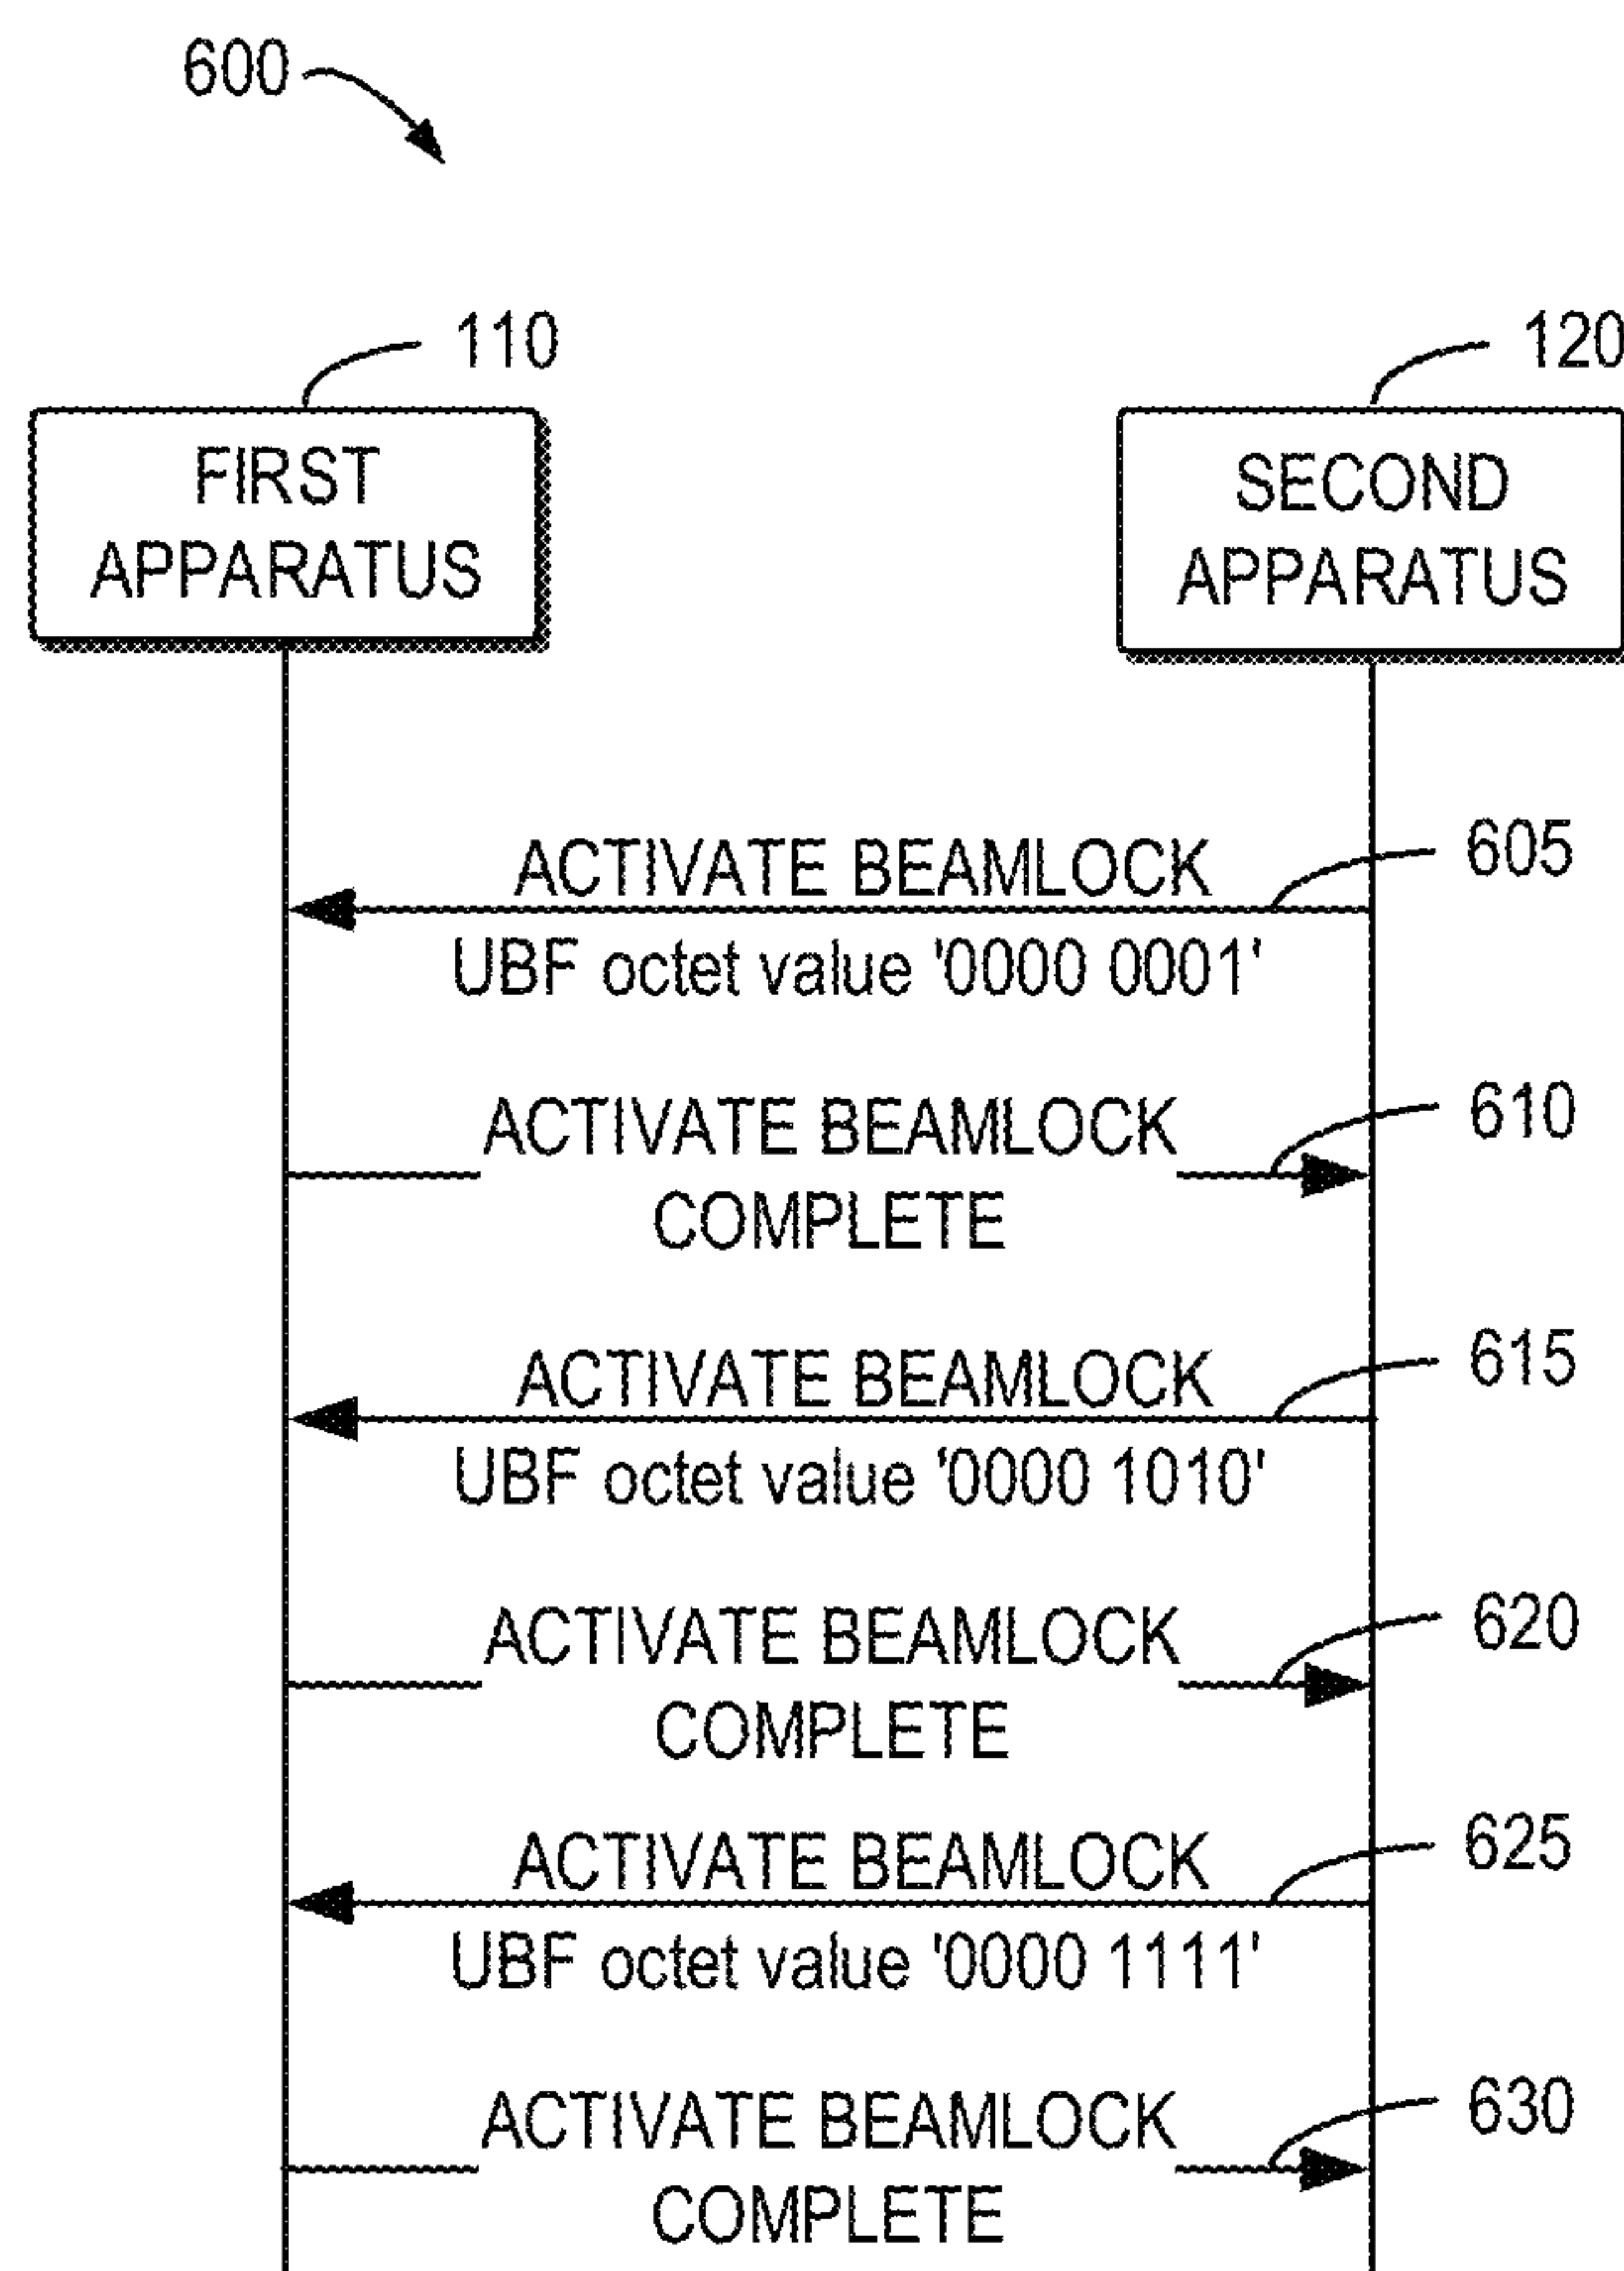 600
110
120
FIRST
APPARATUS
SECOND
APPARATUS
ACTIVATE BEAMLOCK
605
UBF octet value '0000 0001'
ACTIVATE BEAMLOCK
610
COMPLETE
ACTIVATE BEAMLOCK
615
UBF octet value '0000 1010'
ACTIVATE BEAMLOCK
620
COMPLETE
ACTIVATE BEAMLOCK
625
UBF octet value '0000 1111'
ACTIVATE BEAMLOCK
630
COMPLETE